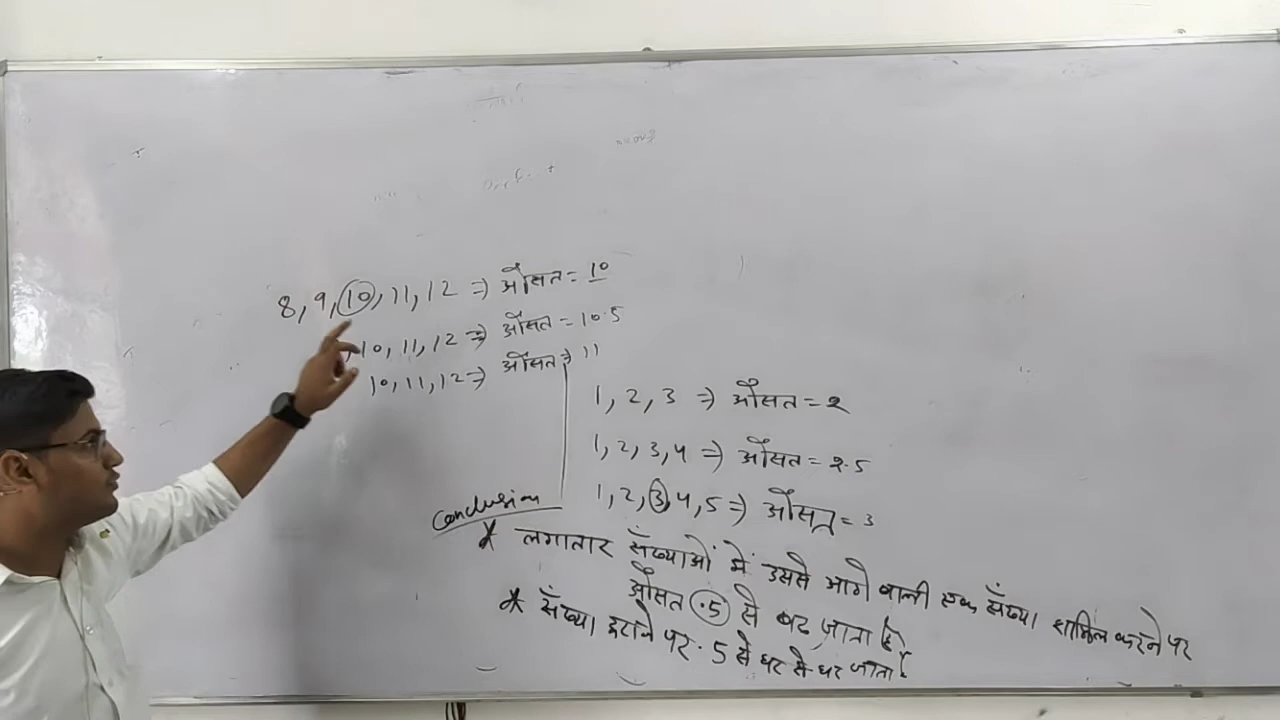 8, 9, 10, 11, 12 => औसत = 10
, 10, 11, 12 => औसत = 10.5
10, 11, 12 => औसत => 11
1, 2, 3 => औसत = 2
1, 2, 3, 4 => औसत = 2.5
1, 2, 3, 4, 5 => औसत = 3
Conclusion
* लगातार सँख्याओं में उससे आगे वाली एक सँख्या शामिल करने पर
औसत .5 से बढ़ जाता है
* सँख्या हटाने पर .5 से घट से घट जाता